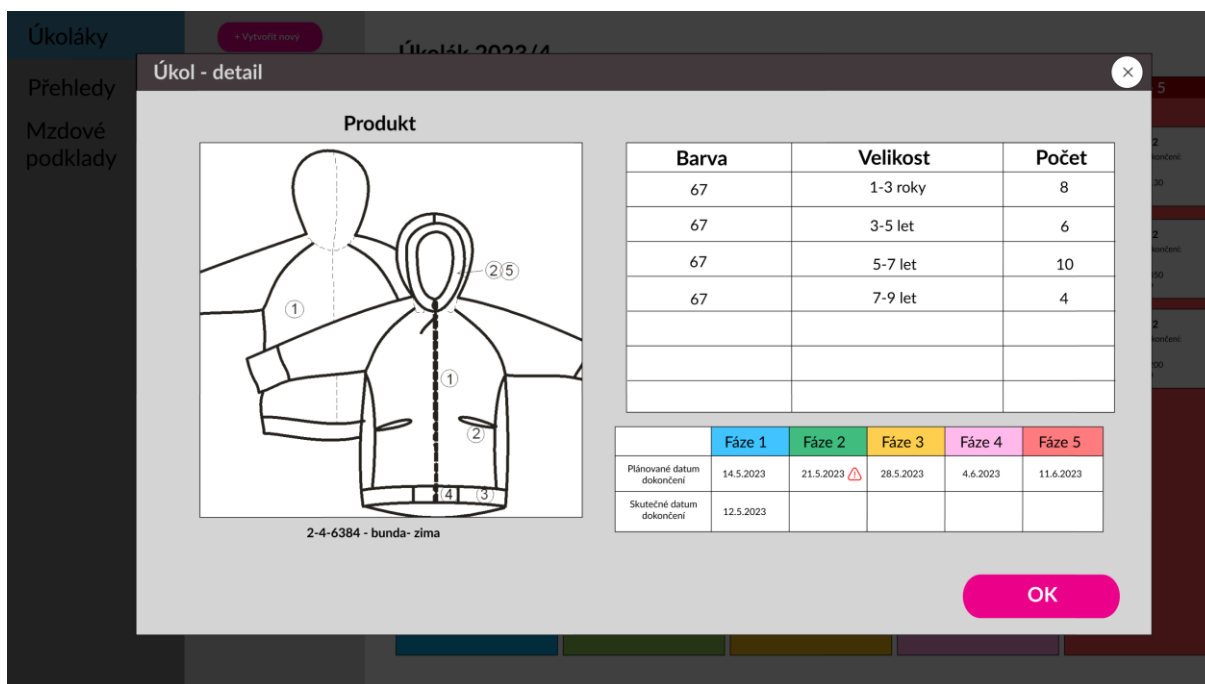 Úkoláky
+ Vytvořit nový
Úkolák 2023/4
Přehledy
Mzdové
podklady
5
Úkol - detail
×
Produkt
1
2 5
1
2
4 3
2-4-6384 - bunda- zima
Barva Velikost Počet
67 1-3 roky 8
67 3-5 let 6
67 5-7 let 10
67 7-9 let 4
Fáze 1 Fáze 2 Fáze 3 Fáze 4 Fáze 5
Plánované datum
dokončení 14.5.2023 21.5.2023 28.5.2023 4.6.2023 11.6.2023
Skutečné datum
dokončení 12.5.2023
OK